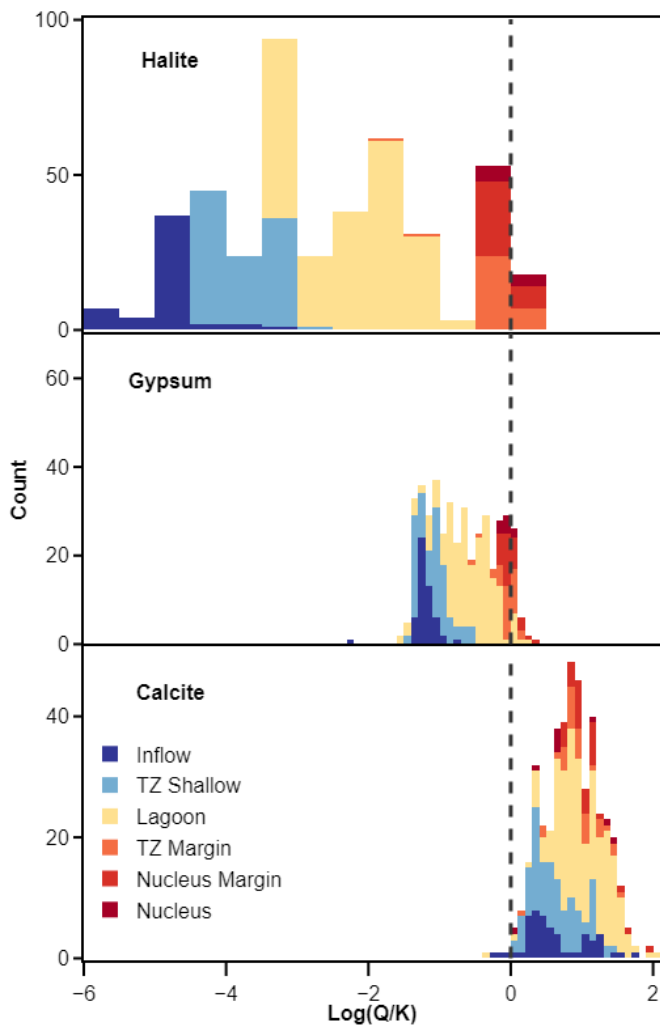 100
Halite
50
0
60
Gypsum
40
Count
20
0
Calcite
40
Inflow
TZ Shallow
Lagoon
20
TZ Margin
Nucleus Margin
Nucleus
0
−6 −4 −2 0 2
Log(Q/K)